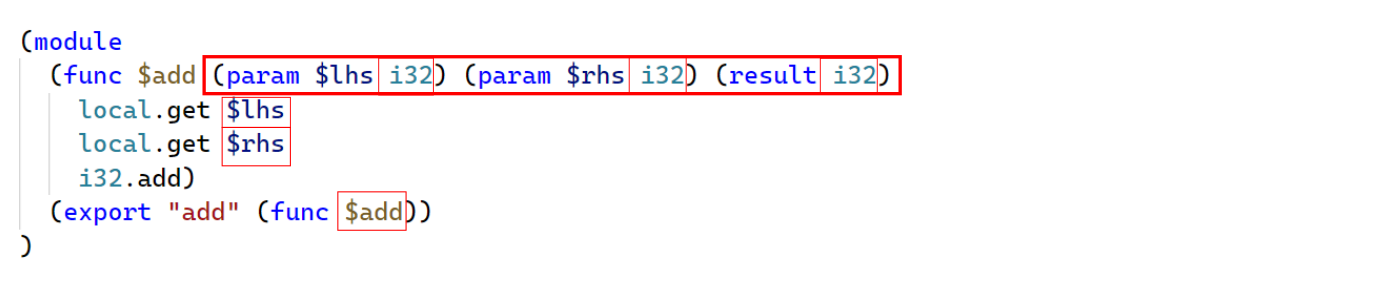 (module
(func $add (param $lhs i32) (param $rhs i32) (result i32)
local.get $lhs
local.get $rhs
i32.add)
(export "add" (func $add))
)